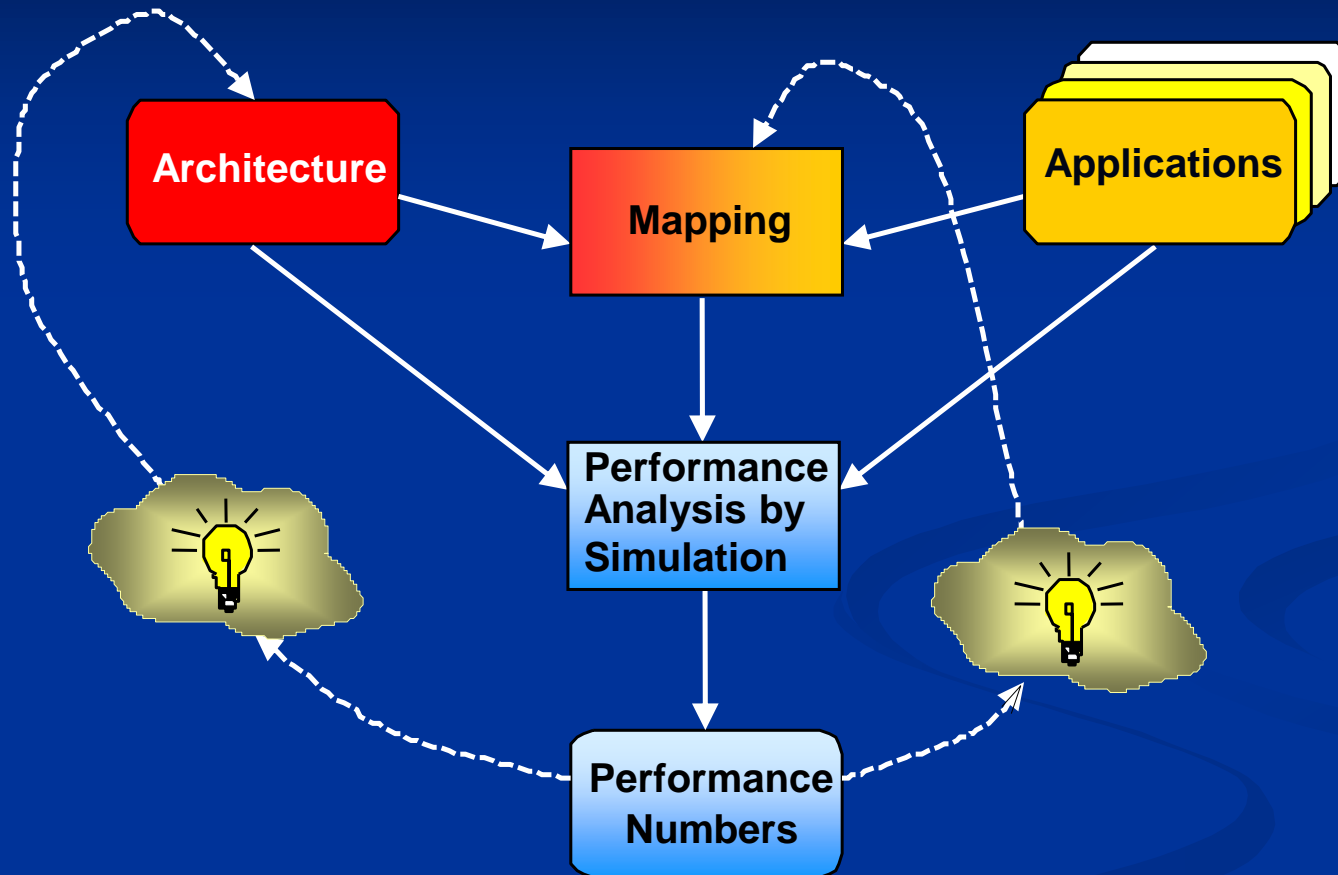 Architecture
Mapping
Applications
Performance
Analysis by
Simulation
Performance
Numbers